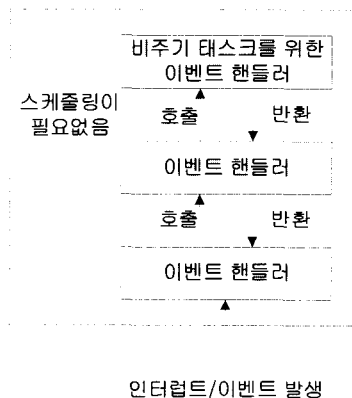 비주기 태스크를 위한
이벤트 핸들러
스케줄링이
필요없음
호출
반환
이벤트 핸들러
호출
반환
이벤트 핸들러
인터럽트/이벤트 발생